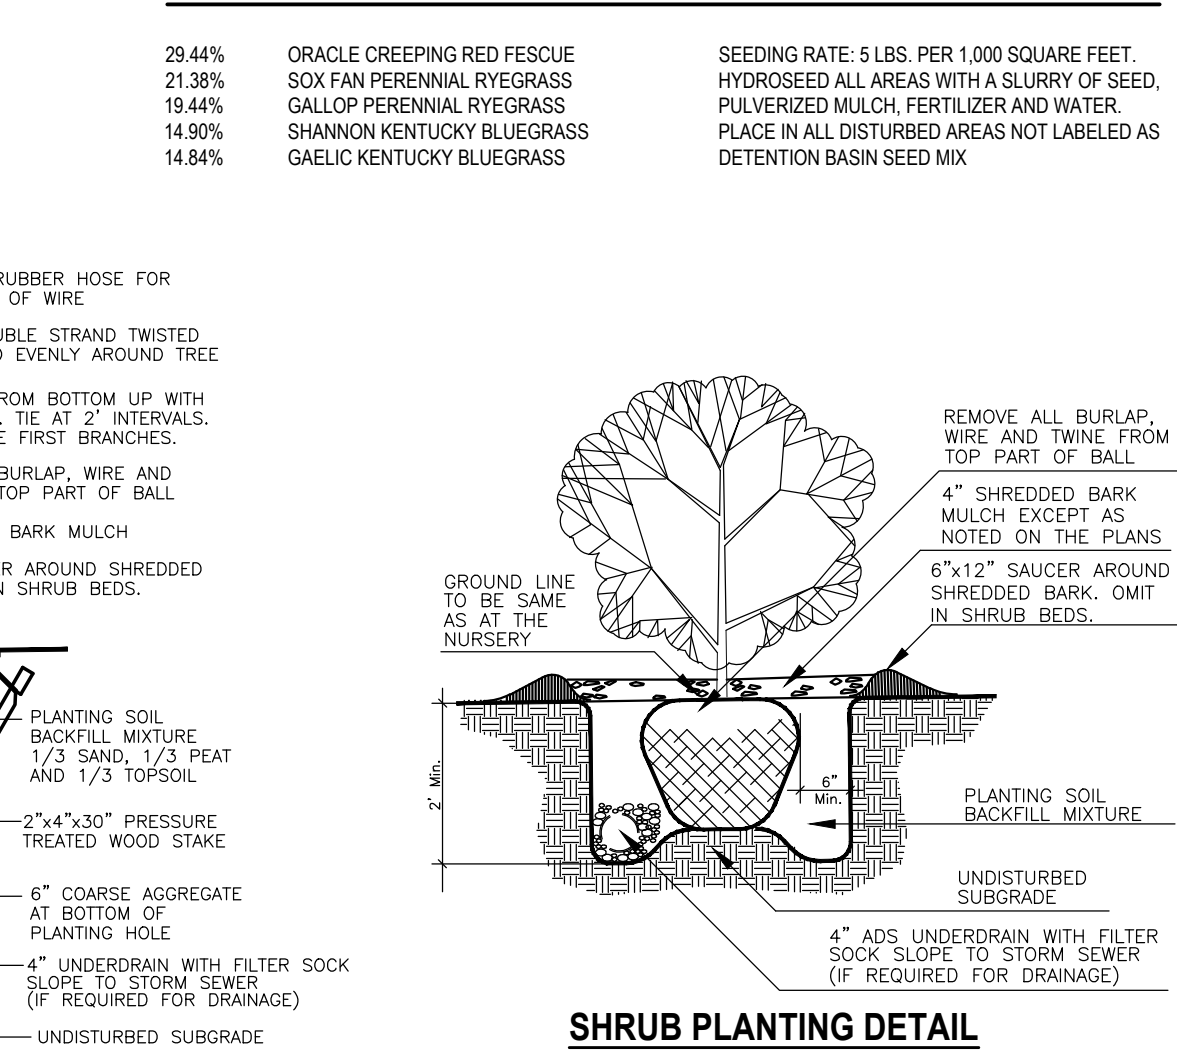 29.44% ORACLE CREEPING RED FESCUE
21.38% SOX FAN PERENNIAL RYEGRASS
19.44% GALLOP PERENNIAL RYEGRASS
14.90% SHANNON KENTUCKY BLUEGRASS
14.84% GAELIC KENTUCKY BLUEGRASS
SEEDING RATE: 5 LBS. PER 1,000 SQUARE FEET.
HYDROSEED ALL AREAS WITH A SLURRY OF SEED,
PULVERIZED MULCH, FERTILIZER AND WATER.
PLACE IN ALL DISTURBED AREAS NOT LABELED AS
DETENTION BASIN SEED MIX
RUBBER HOSE FOR
OF WIRE
STRAND TWISTED
EVENLY AROUND TREE
BOTTOM UP WITH
TIE AT 2' INTERVALS.
FIRST BRANCHES.
BURLAP, WIRE AND
TOP PART OF BALL
BARK MULCH
AROUND SHREDDED
SHRUB BEDS.
PLANTING SOIL
BACKFILL MIXTURE
1/3 SAND, 1/3 PEAT
AND 1/3 TOPSOIL
2"x4"x30" PRESSURE
TREATED WOOD STAKE
6" COARSE AGGREGATE
AT BOTTOM OF
PLANTING HOLE
4" UNDERDRAIN WITH FILTER SOCK
SLOPE TO STORM SEWER
(IF REQUIRED FOR DRAINAGE)
UNDISTURBED SUBGRADE
GROUND LINE
TO BE SAME
AS AT THE
NURSERY
2' Min.
6"
Min.
REMOVE ALL BURLAP,
WIRE AND TWINE FROM
TOP PART OF BALL
4" SHREDDED BARK
MULCH EXCEPT AS
NOTED ON THE PLANS
6"x12" SAUCER AROUND
SHREDDED BARK. OMIT
IN SHRUB BEDS.
PLANTING SOIL
BACKFILL MIXTURE
UNDISTURBED
SUBGRADE
4" ADS UNDERDRAIN WITH FILTER
SOCK SLOPE TO STORM SEWER
(IF REQUIRED FOR DRAINAGE)
SHRUB PLANTING DETAIL